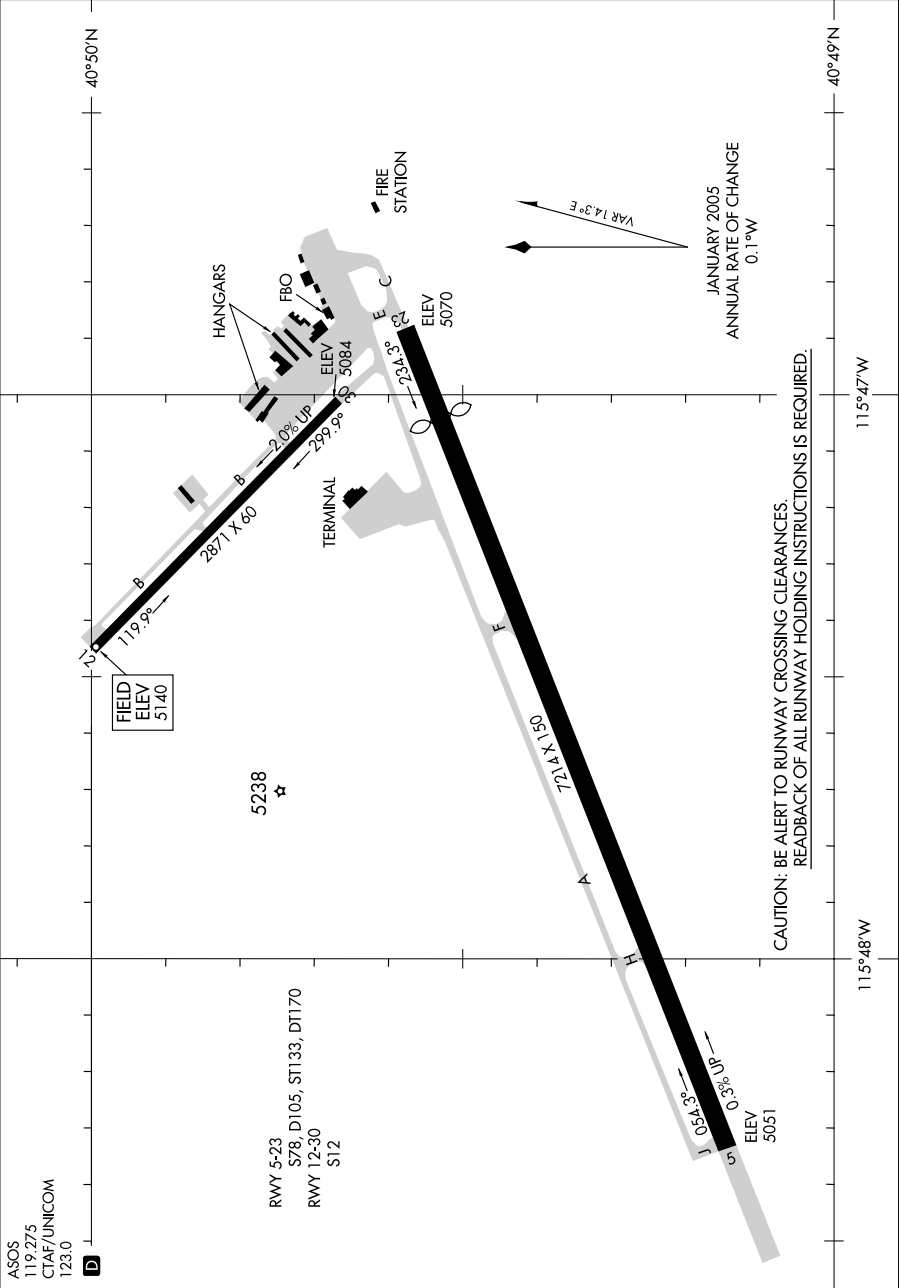 ASOS
119.275
CTAF/UNICOM
123.0
D
40°50'N
40°49'N
115°47'W
115°48'W
HANGARS
FBO
FIRE
STATION
TERMINAL
ELEV
5084
ELEV
5070
ELEV
5051
FIELD
ELEV
5140
12
30
119.9°
299.9°
2.0% UP
2871 X 60
B
B
23
5
234.3°
054.3°
0.3% UP
7214 X 150
C
E
F
A
H
J
5238
VAR 14.3° E
JANUARY 2005
ANNUAL RATE OF CHANGE
0.1°W
RWY 5-23
S78, D105, ST133, DT170
RWY 12-30
S12
CAUTION: BE ALERT TO RUNWAY CROSSING CLEARANCES.
READBACK OF ALL RUNWAY HOLDING INSTRUCTIONS IS REQUIRED.